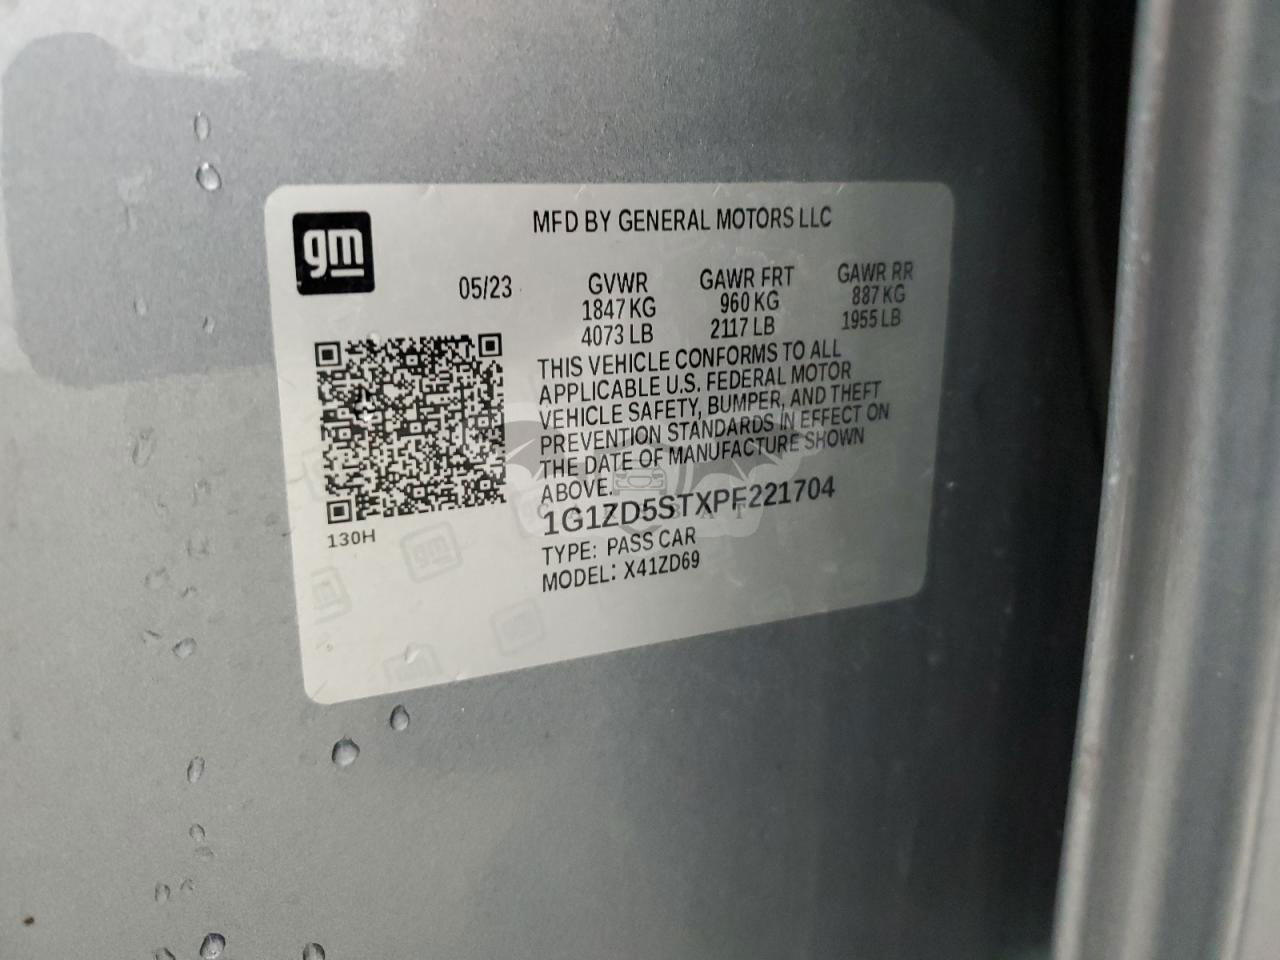 gm
MFD BY GENERAL MOTORS LLC
05/23 GVWR GAWR FRT GAWR RR
1847 KG 960 KG 887 KG
4073 LB 2117 LB 1955 LB
THIS VEHICLE CONFORMS TO ALL
APPLICABLE U.S. FEDERAL MOTOR
VEHICLE SAFETY, BUMPER, AND THEFT
PREVENTION STANDARDS IN EFFECT ON
THE DATE OF MANUFACTURE SHOWN
ABOVE.
1G1ZD5STXPF221704
TYPE: PASS CAR
MODEL: X41ZD69
130H